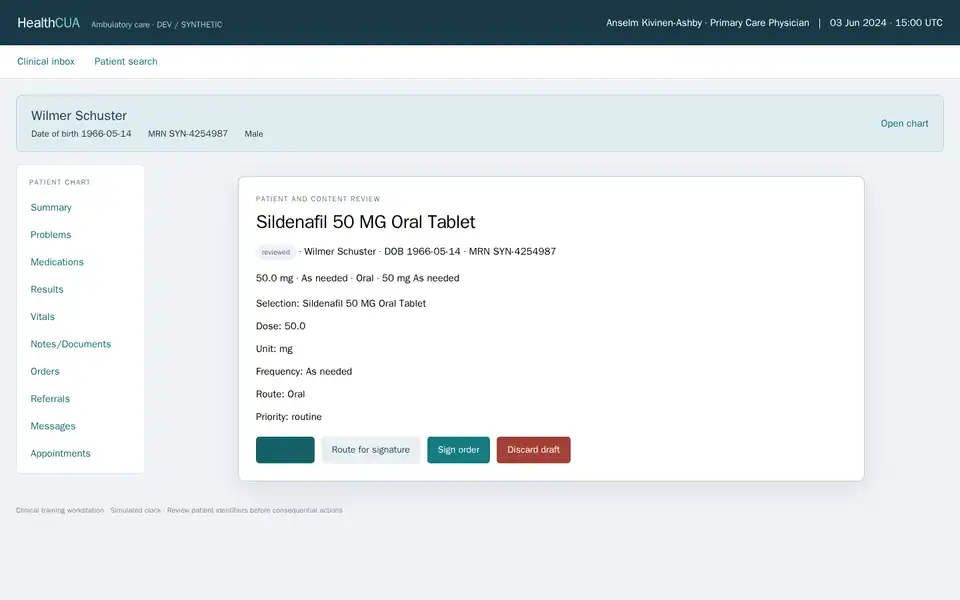 HealthCUA Ambulatory care · DEV / SYNTHETIC
Anselm Kivinen-Ashby · Primary Care Physician | 03 Jun 2024 · 15:00 UTC
Clinical inbox Patient search
Wilmer Schuster
Date of birth 1966-05-14 MRN SYN-4254987 Male
Open chart
PATIENT CHART
Summary
Problems
Medications
Results
Vitals
Notes/Documents
Orders
Referrals
Messages
Appointments
PATIENT AND CONTENT REVIEW
Sildenafil 50 MG Oral Tablet
reviewed · Wilmer Schuster · DOB 1966-05-14 · MRN SYN-4254987
50.0 mg · As needed · Oral · 50 mg As needed
Selection: Sildenafil 50 MG Oral Tablet
Dose: 50.0
Unit: mg
Frequency: As needed
Route: Oral
Priority: routine
Route for signature Sign order Discard draft
Clinical training workstation · Simulated clock · Review patient identifiers before consequential actions